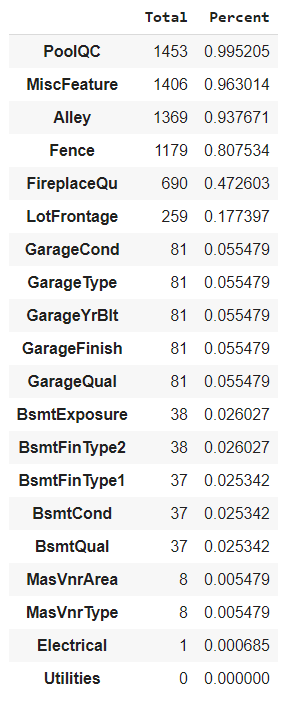 Total Percent
PoolQC 1453 0.995205
MiscFeature 1406 0.963014
Alley 1369 0.937671
Fence 1179 0.807534
FireplaceQu 690 0.472603
LotFrontage 259 0.177397
GarageCond 81 0.055479
GarageType 81 0.055479
GarageYrBlt 81 0.055479
GarageFinish 81 0.055479
GarageQual 81 0.055479
BsmtExposure 38 0.026027
BsmtFinType2 38 0.026027
BsmtFinType1 37 0.025342
BsmtCond 37 0.025342
BsmtQual 37 0.025342
MasVnrArea 8 0.005479
MasVnrType 8 0.005479
Electrical 1 0.000685
Utilities 0 0.000000